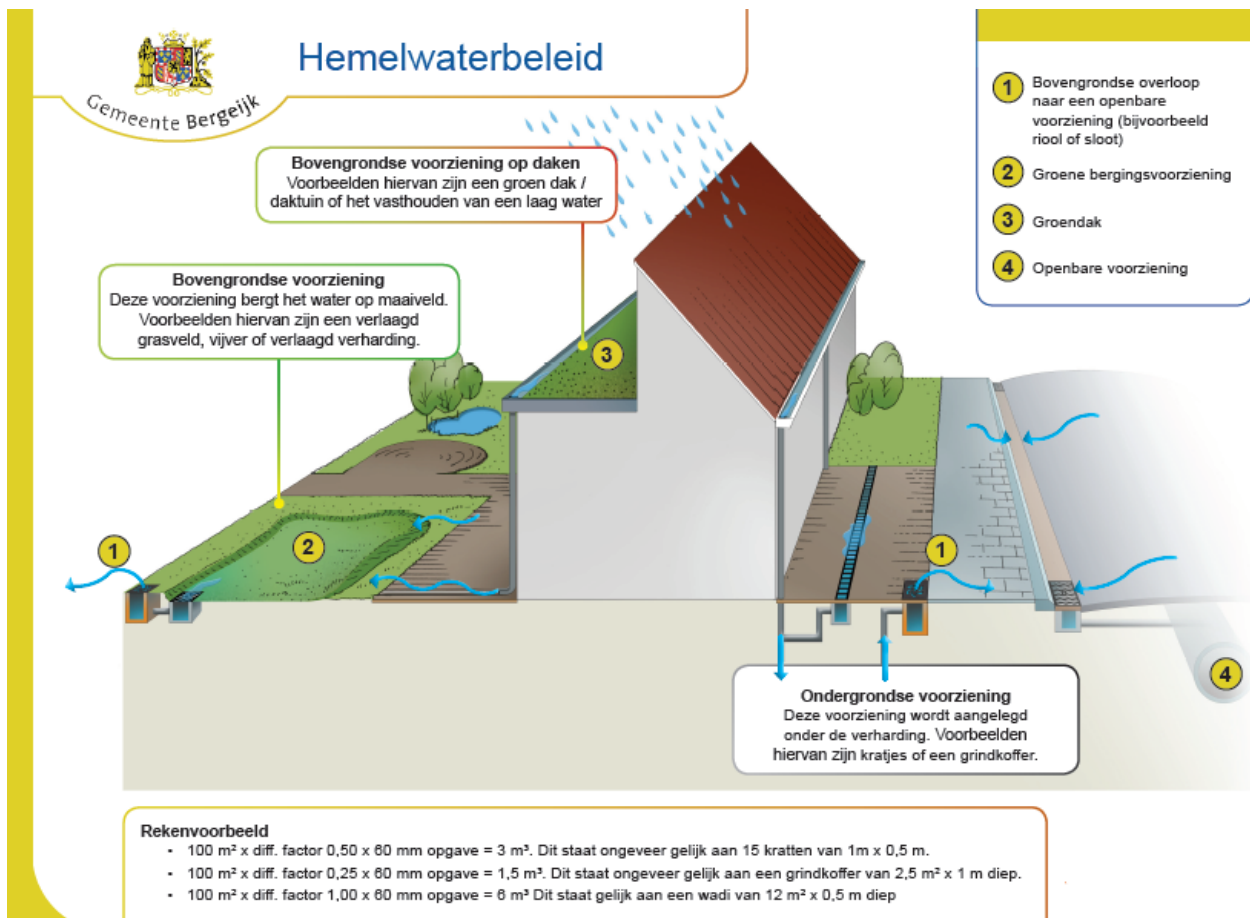 Gemeente Bergeijk
Hemelwaterbeleid
1 Bovengrondse overloop
naar een openbare
voorziening (bijvoorbeeld
riool of sloot)
2 Groene bergingsvoorziening
3 Groendak
4 Openbare voorziening
Bovengrondse voorziening op daken
Voorbeelden hiervan zijn een groen dak /
daktuin of het vasthouden van een laag water
Bovengrondse voorziening
Deze voorziening bergt het water op maaiveld.
Voorbeelden hiervan zijn een verlaagd
grasveld, vijver of verlaagd verharding.
3
1
2
1
4
Ondergrondse voorziening
Deze voorziening wordt aangelegd
onder de verharding. Voorbeelden
hiervan zijn kratjes of een grindkoffer.
Rekenvoorbeeld
• 100 m² x diff. factor 0,50 x 60 mm opgave = 3 m³. Dit staat ongeveer gelijk aan 15 kratten van 1m x 0,5 m.
• 100 m² x diff. factor 0,25 x 60 mm opgave = 1,5 m³. Dit staat ongeveer gelijk aan een grindkoffer van 2,5 m² x 1 m diep.
• 100 m² x diff. factor 1,00 x 60 mm opgave = 6 m³ Dit staat gelijk aan een wadi van 12 m² x 0,5 m diep